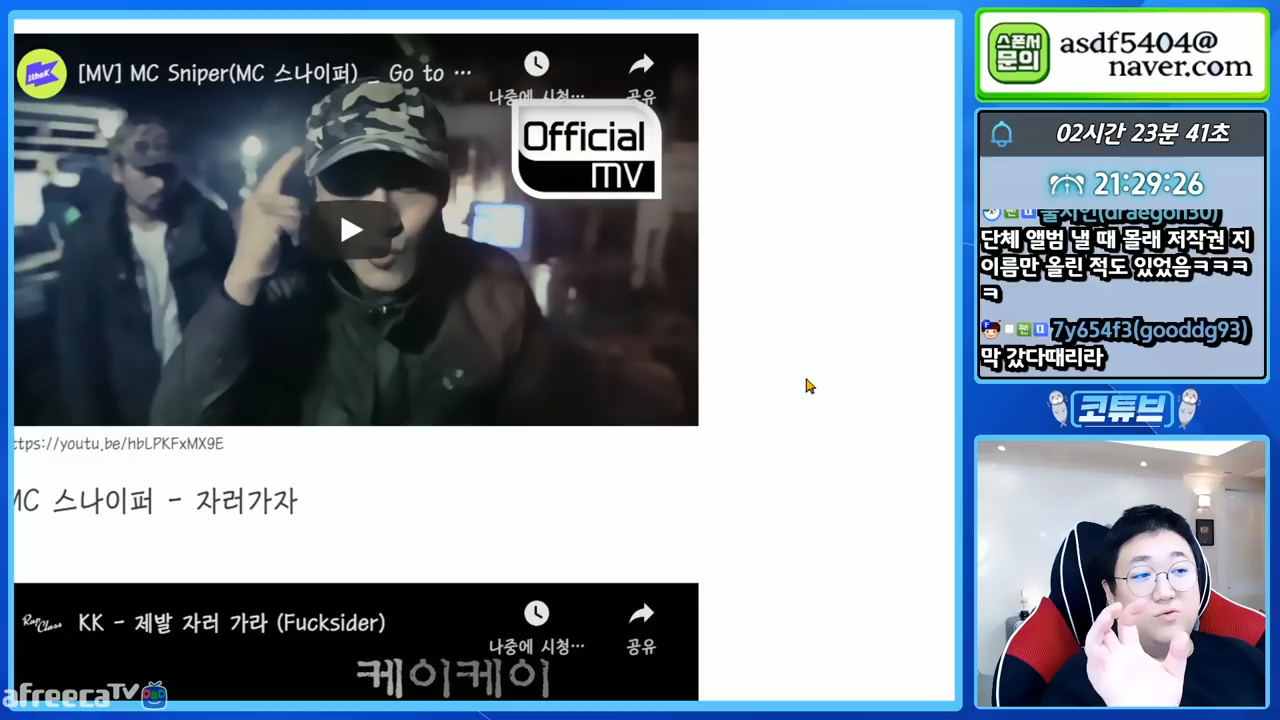 [MV] MC Sniper(MC 스나이퍼) _ Go to ...
나중에 시청...
공유
Official
MV
https://youtu.be/hbLPKFxMX9E
MC 스나이퍼 - 자러가자
RapClass
KK - 제발 자러 가라 (Fucksider)
나중에 시청...
공유
케이케이
afreecaTV
스폰서
문의
asdf5404@
naver.com
02시간 23분 41초
21:29:26
단체 앨범 낼 때 몰래 저작권 지
이름만 올린 적도 있었음ㅋㅋㅋ
ㅋ
7y654f3(gooddg93)
막 갔다때리라
코튜브